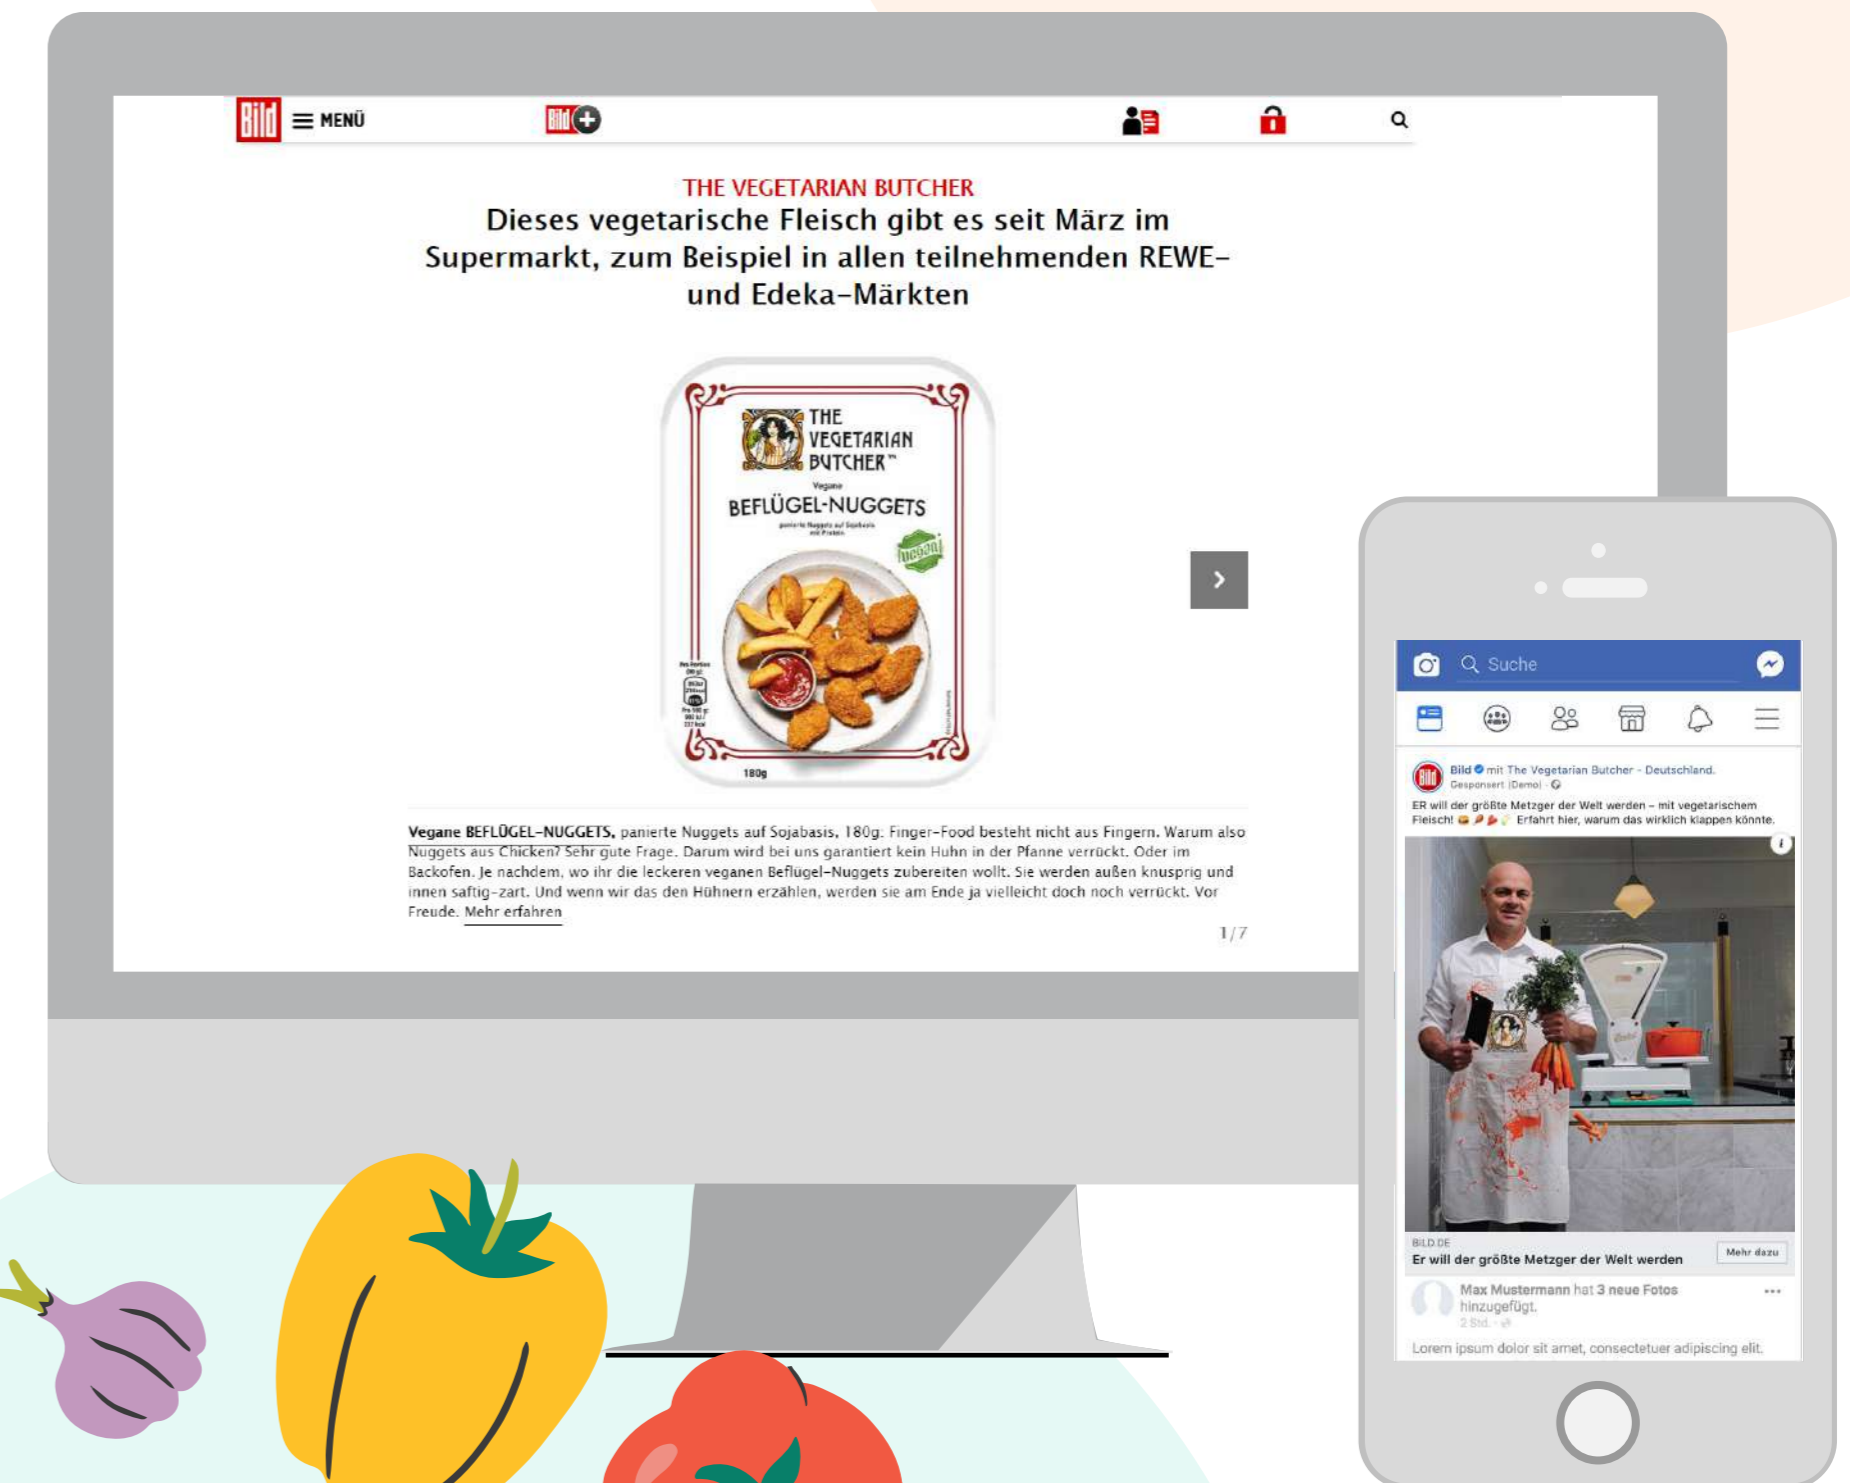 Bild
MENÜ
Bild
THE VEGETARIAN BUTCHER
Dieses vegetarische Fleisch gibt es seit März im
Supermarkt, zum Beispiel in allen teilnehmenden REWE-
und Edeka-Märkten
THE
VEGETARIAN
BUTCHER™
Vegane
BEFLÜGEL-NUGGETS
panierte Nuggets auf Sojabasis
mit Protein
vegan!
180g
Vegane BEFLÜGEL-NUGGETS, panierte Nuggets auf Sojabasis, 180g: Finger-Food besteht nicht aus Fingern. Warum also
Nuggets aus Chicken? Sehr gute Frage. Darum wird bei uns garantiert kein Huhn in der Pfanne verrückt. Oder im
Backofen. Je nachdem, wo ihr die leckeren veganen Beflügel-Nuggets zubereiten wollt. Sie werden außen knusprig und
innen saftig-zart. Und wenn wir das den Hühnern erzählen, werden sie am Ende ja vielleicht doch noch verrückt. Vor
Freude. Mehr erfahren
1/7
Suche
Bild
Bild mit The Vegetarian Butcher - Deutschland.
Gesponsert (Demo) ·
ER will der größte Metzger der Welt werden – mit vegetarischem
Fleisch! 🍔🌶🌶🌽 Erfahrt hier, warum das wirklich klappen könnte.
i
BILD.DE
Er will der größte Metzger der Welt werden
Mehr dazu
Max Mustermann hat 3 neue Fotos
hinzugefügt.
2 Std. ·
Lorem ipsum dolor sit amet, consectetuer adipiscing elit.